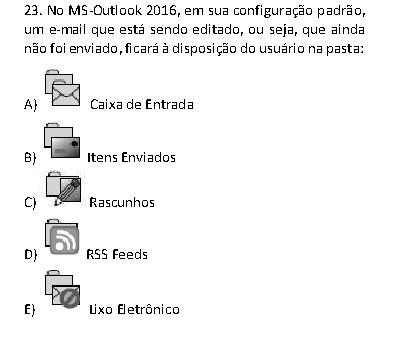 23. No MS-Outlook 2016, em sua configuração padrão,
um e-mail que está sendo editado, ou seja, que ainda
não foi enviado, ficará à disposição do usuário na pasta:
A) Caixa de Entrada
B) Itens Enviados
C) Rascunhos
D) RSS Feeds
E) Lixo Eletrônico